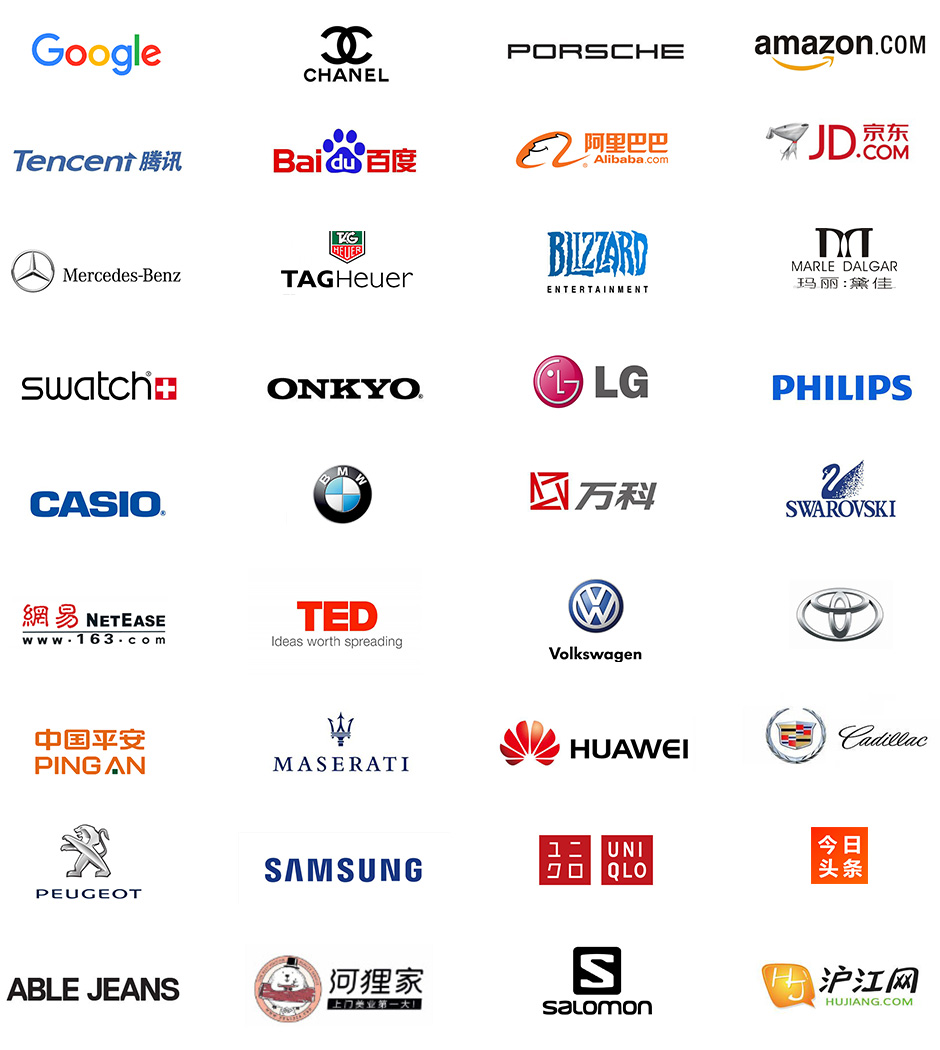 Google
CHANEL
PORSCHE
amazon.COM
Tencent 腾讯
Bai du 百度
阿里巴巴
Alibaba.com
®
JD 京东
.COM
Mercedes-Benz
TAG
HEUER
TAGHeuer
BLIZZARD
ENTERTAINMENT
MARLE DALGAR
玛丽:黛佳
swatch®
ONKYO®
LG
PHILIPS
CASIO®
BMW
万科
SWAROVSKI
網易 NETEASE
www.163.com
TED
Ideas worth spreading
VW
Volkswagen
中国平安
PING AN
MASERATI
HUAWEI
Cadillac
PEUGEOT
SAMSUNG
ユニ
クロ
UNI
QLO
今日
头条
ABLE JEANS
河狸家
上门美业第一大!
S
salomon
HJ
沪江网
HUJIANG.COM